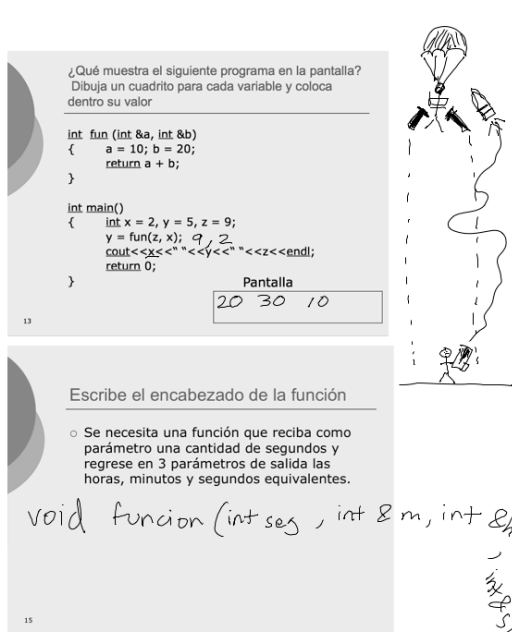 ¿Qué muestra el siguiente programa en la pantalla?
Dibuja un cuadrito para cada variable y coloca
dentro su valor
int fun (int &a, int &b)
{ a = 10; b = 20;
return a + b;
}
int main()
{ int x = 2, y = 5, z = 9;
y = fun(z, x); 9, 2
cout<<x<<" "<<y<<" "<<z<<endl;
return 0;
}
Pantalla
20 30 10
13
Escribe el encabezado de la función
○ Se necesita una función que reciba como
parámetro una cantidad de segundos y
regrese en 3 parámetros de salida las
horas, minutos y segundos equivalentes.
void funcion (int seg , int & m, int &h
, int & s
15